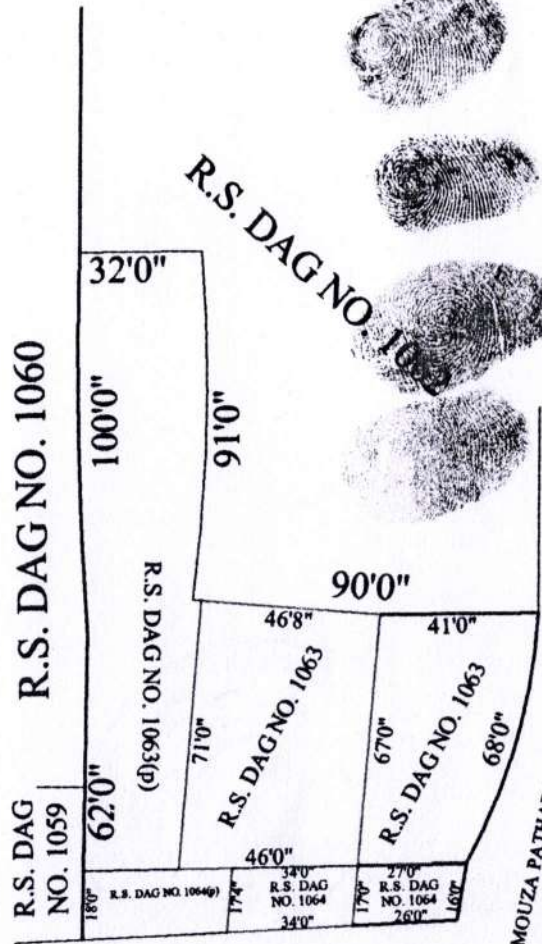 R.S. DAG NO. 1060
R.S. DAG
NO. 1059
R.S. DAG NO.
32'0"
100'0"
91'0"
R.S. DAG NO. 1063(p)
62'0"
90'0"
46'8"
41'0"
71'0"
R.S. DAG NO. 1063
67'0"
R.S. DAG NO. 1063
68'0"
46'0"
18'0"
R.S. DAG NO. 1064(p)
17'4"
34'0"
R.S. DAG
NO. 1064
34'0"
17'0"
27'0"
R.S. DAG
NO. 1064
26'0"
16'0"
MOUZA